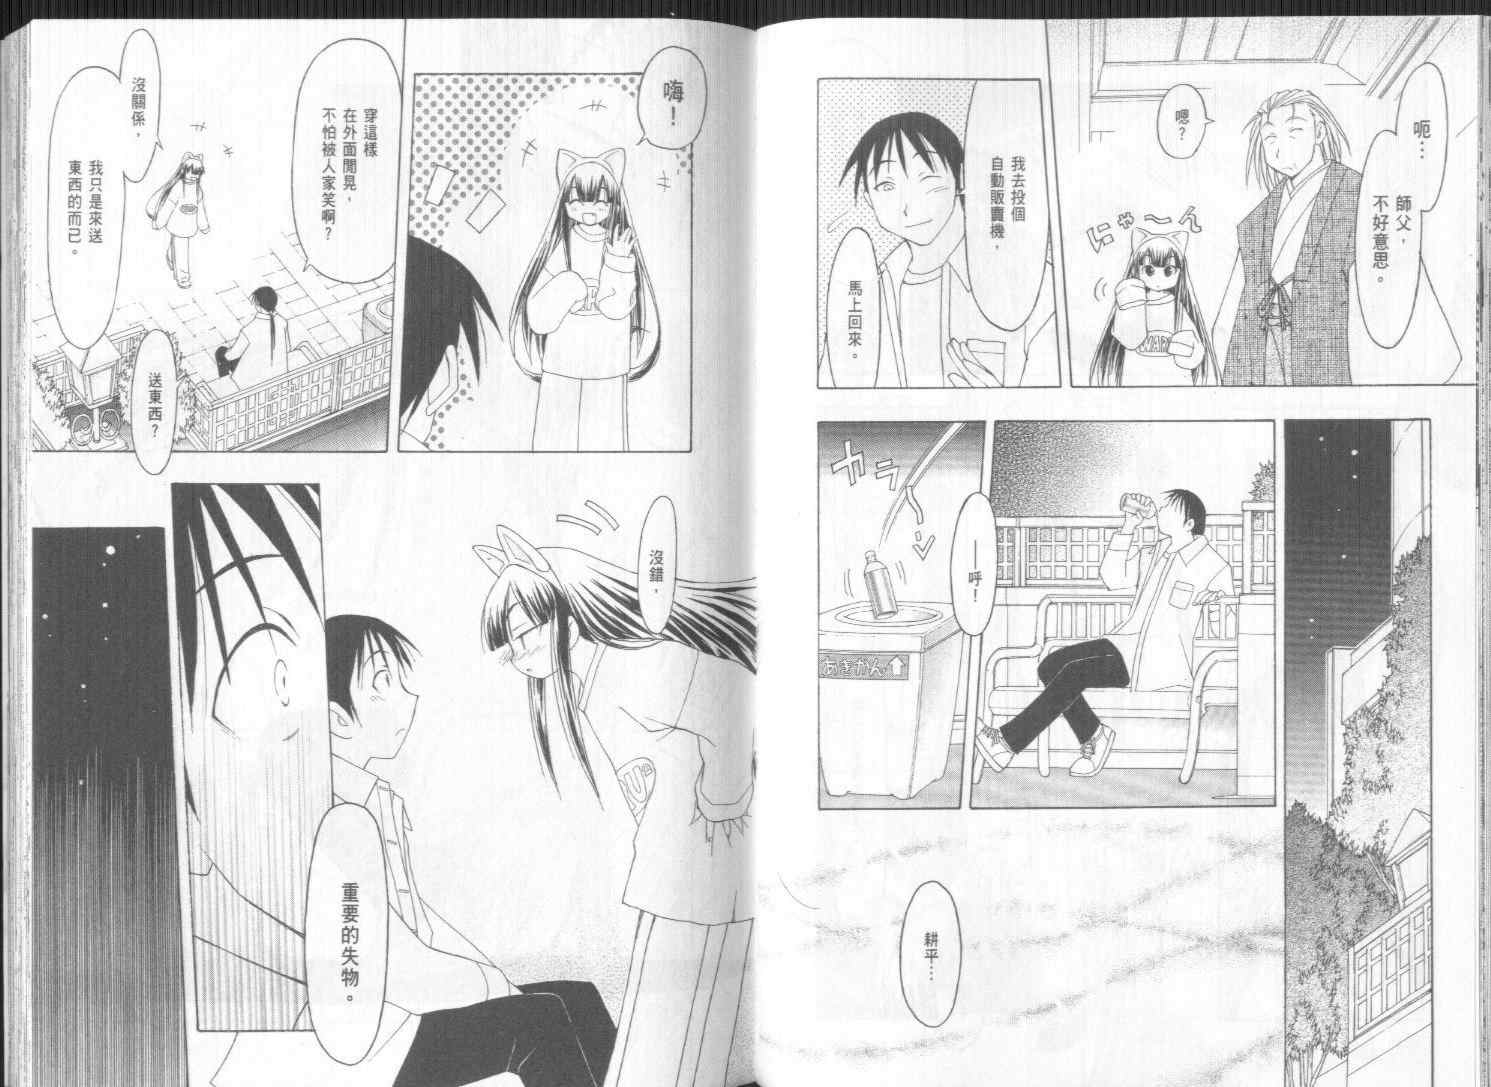 呃…
師父，
不好意思。
嗯?
にゃ〜ん
WAR
我去投個
自動販賣機，
馬上回來。
——呼!
カラ〜ン
あきかん
耕平…
嗨!
穿這樣
在外面閒晃，
不怕被人家笑啊?
沒關係，
我只是來送
東西的而已。
送東西?
沒錯，
重要的失物。